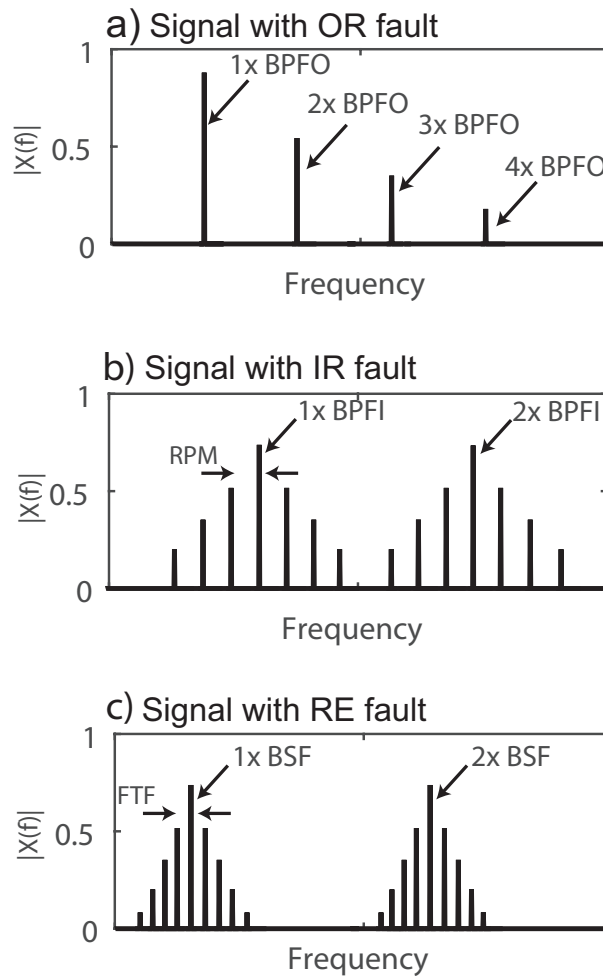 a) Signal with OR fault
1
1x BPFO
2x BPFO
3x BPFO
0.5
4x BPFO
|X(f)|
0
Frequency
b) Signal with IR fault
1
1x BPFI
2x BPFI
RPM
0.5
|X(f)|
0
Frequency
c) Signal with RE fault
1
1x BSF
2x BSF
FTF
0.5
|X(f)|
0
Frequency